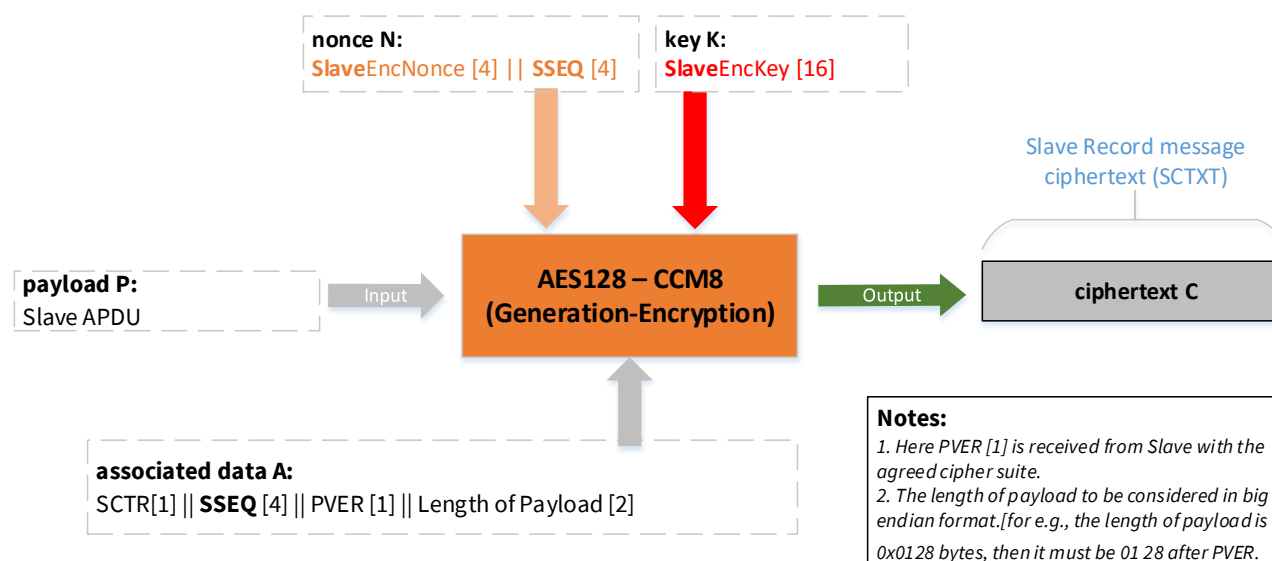 nonce N:
SlaveEncNonce [4] || SSEQ [4]
key K:
SlaveEncKey [16]
Slave Record message
ciphertext (SCTXT)
payload P:
Slave APDU
Input
AES128 – CCM8
(Generation-Encryption)
Output
ciphertext C
associated data A:
SCTR[1] || SSEQ [4] || PVER [1] || Length of Payload [2]
Notes:
1. Here PVER [1] is received from Slave with the
agreed cipher suite.
2. The length of payload to be considered in big
endian format.[for e.g., the length of payload is
0x0128 bytes, then it must be 01 28 after PVER.